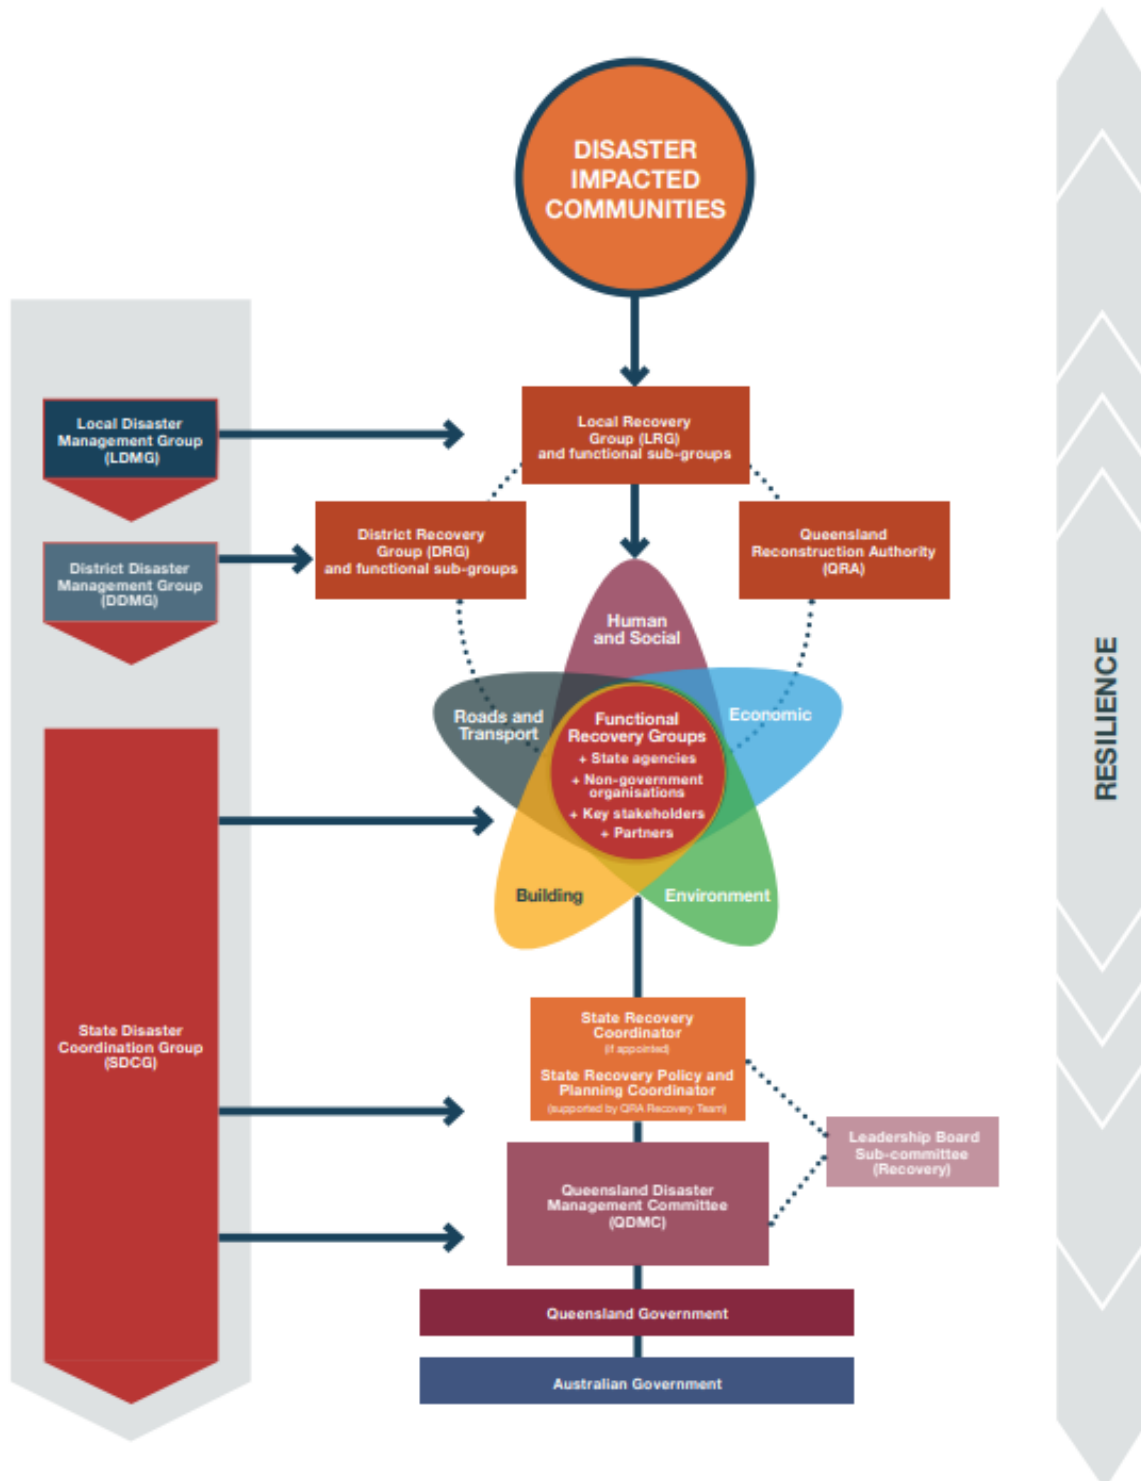 DISASTER
IMPACTED
COMMUNITIES
Local Disaster
Management Group
(LDMG)
Local Recovery
Group (LRG)
and functional sub-groups
District Disaster
Management Group
(DDMG)
District Recovery
Group (DRG)
and functional sub-groups
Queensland
Reconstruction Authority
(QRA)
Human
and Social
Roads and
Transport
Economic
Functional
Recovery Groups
+ State agencies
+ Non-government
organisations
+ Key stakeholders
+ Partners
Building
Environment
State Disaster
Coordination Group
(SDCG)
State Recovery
Coordinator
(if appointed)
State Recovery Policy and
Planning Coordinator
(supported by QRA Recovery Team)
Leadership Board
Sub-committee
(Recovery)
Queensland Disaster
Management Committee
(QDMC)
Queensland Government
Australian Government
RESILIENCE